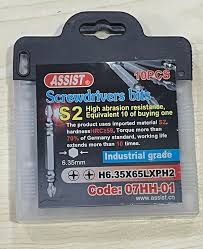 ASSIST®
10PCS
Screwdrivers bits
S2
High abrasion resistance,
Equivalent 10 of buying one
The product uses imported material S2,
hardness HRC≥59. Torque more than
70% of Germany standard, working life
extends more than 10 times.
6.35mm
Industrial grade
H6.35X65LXPH2
Code: 07HH-01
www.assist.cn